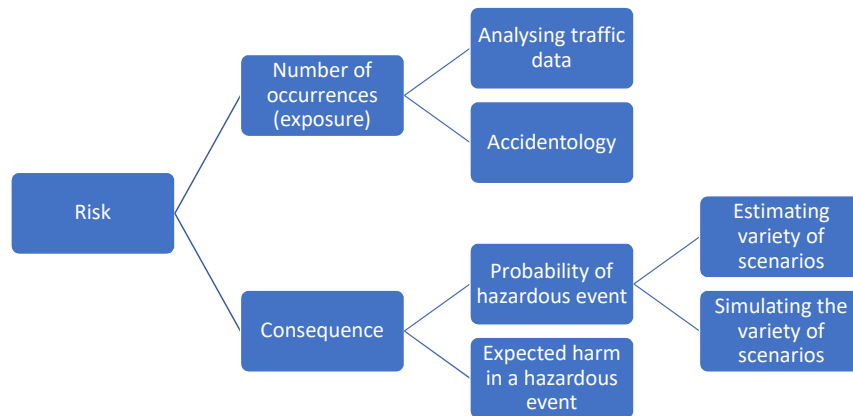 Analysing traffic
data
Number of
occurrences
(exposure)
Accidentology
Risk
Estimating
variety of
scenarios
Probability of
hazardous event
Simulating the
variety of
scenarios
Consequence
Expected harm
in a hazardous
event